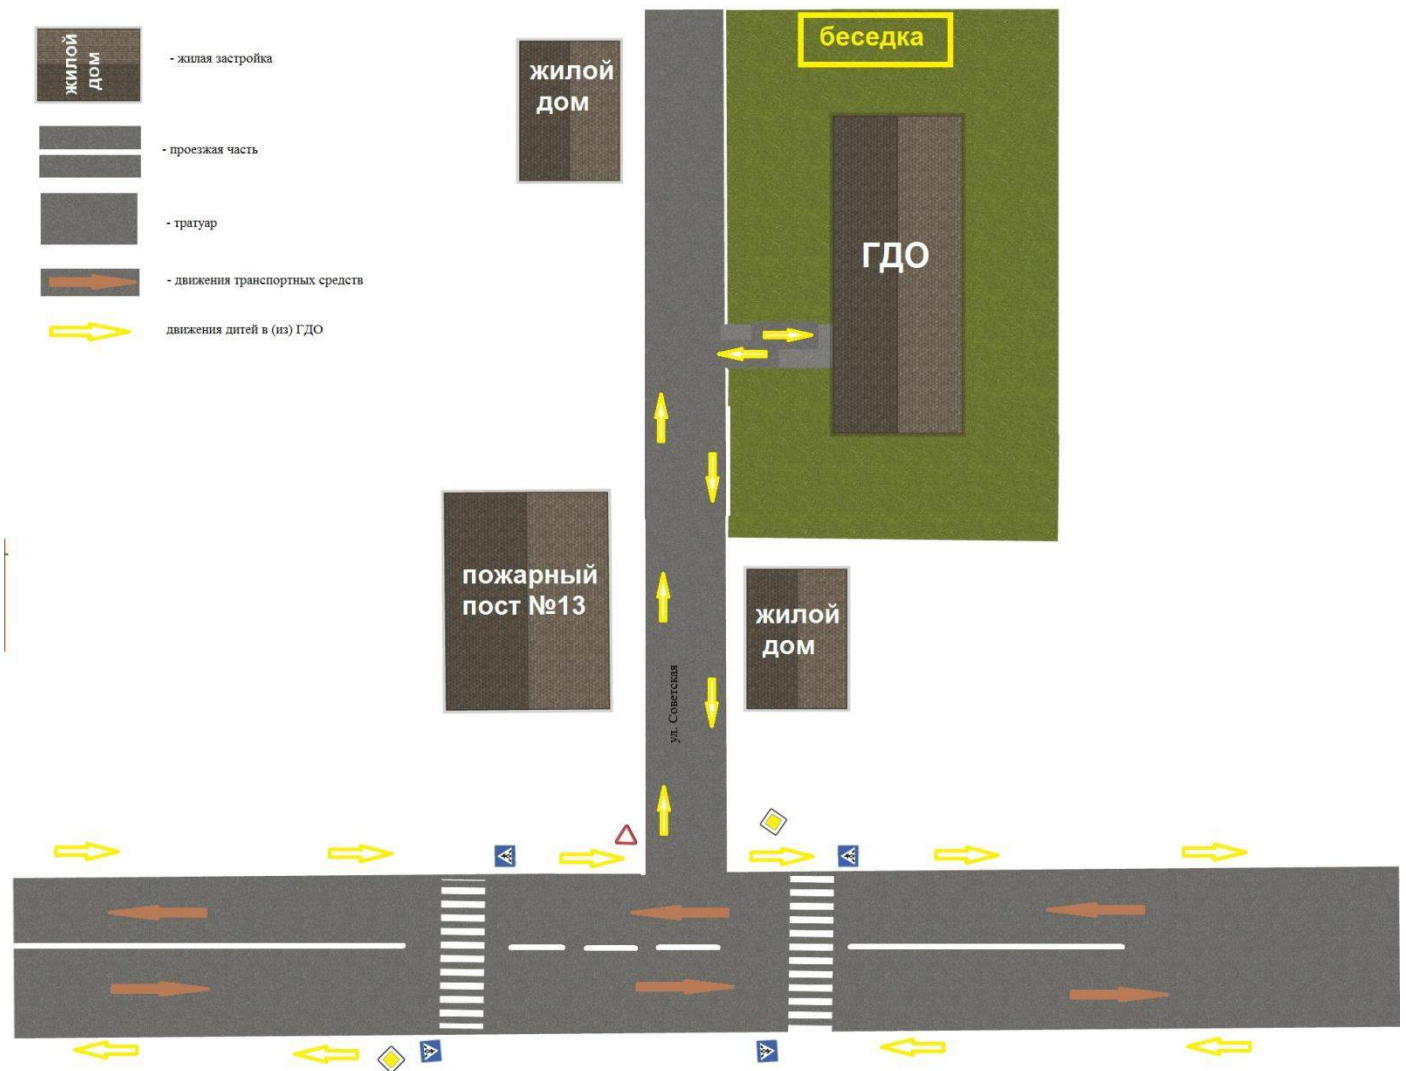 ЖИЛОЙ
ДОМ
- жилая застройка
- проезжая часть
- тратуар
- движения транспортных средств
движения дитей в (из) ГДО
жилой
дом
беседка
ГДО
пожарный
пост №13
жилой
дом
ул. Советская